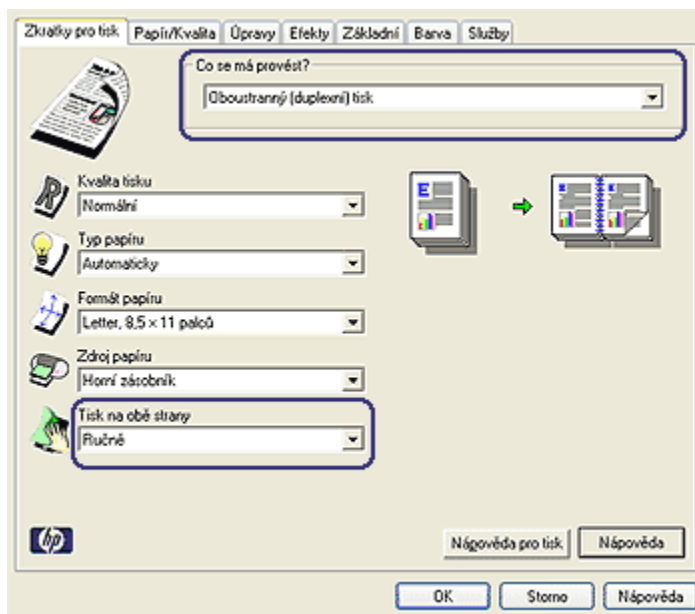 Zkratky pro tisk Papír/Kvalita Úpravy Efekty Základní Barva Služby
Co se má provést?
Oboustranný (duplexní) tisk
Kvalita tisku
Normální
Typ papíru
Automaticky
Formát papíru
Letter, 8,5 × 11 palců
Zdroj papíru
Horní zásobník
Tisk na obě strany
Ručně
hp
Nápověda pro tisk Nápověda
OK Storno Nápověda